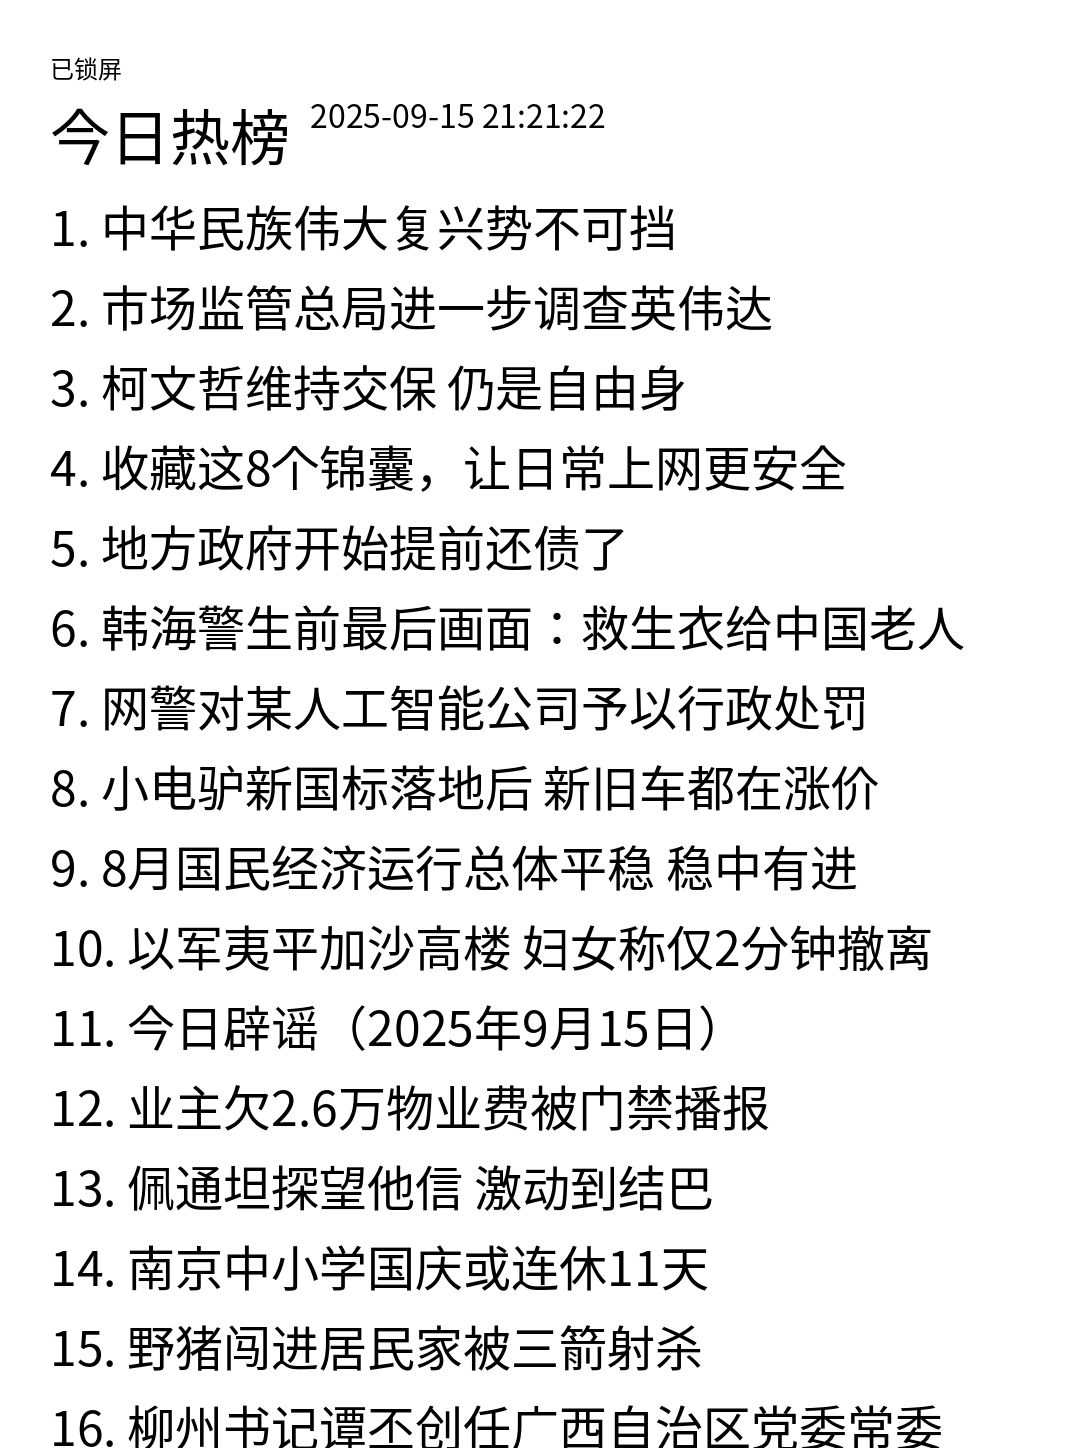 已锁屏
今日热榜 2025-09-15 21:21:22
1. 中华民族伟大复兴势不可挡
2. 市场监管总局进一步调查英伟达
3. 柯文哲维持交保 仍是自由身
4. 收藏这8个锦囊，让日常上网更安全
5. 地方政府开始提前还债了
6. 韩海警生前最后画面：救生衣给中国老人
7. 网警对某人工智能公司予以行政处罚
8. 小电驴新国标落地后 新旧车都在涨价
9. 8月国民经济运行总体平稳 稳中有进
10. 以军夷平加沙高楼 妇女称仅2分钟撤离
11. 今日辟谣（2025年9月15日）
12. 业主欠2.6万物业费被门禁播报
13. 佩通坦探望他信 激动到结巴
14. 南京中小学国庆或连休11天
15. 野猪闯进居民家被三箭射杀
16. 柳州书记谭丕创任广西自治区党委常委